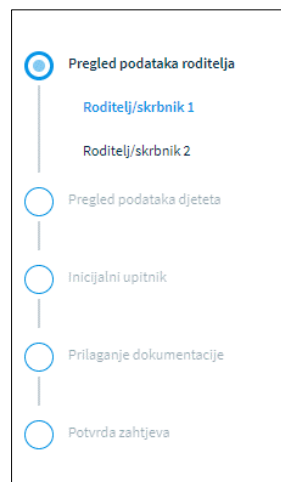 Pregled podataka roditelja
Roditelj/skrbnik 1
Roditelj/skrbnik 2
Pregled podataka djeteta
Inicijalni upitnik
Prilaganje dokumentacije
Potvrda zahtjeva